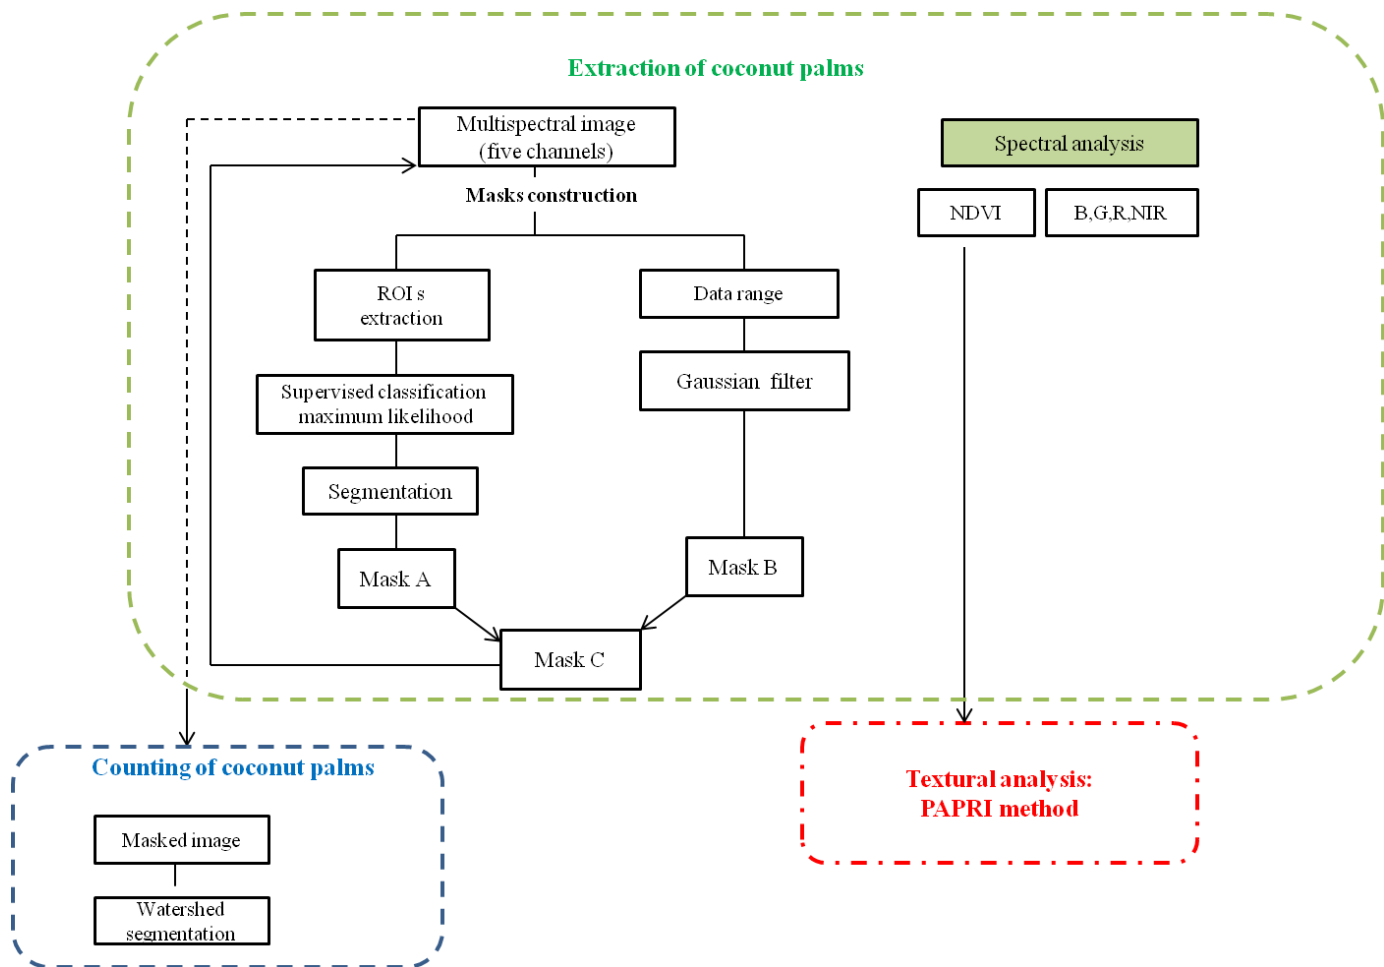 Extraction of coconut palms
Multispectral image
(five channels)
Spectral analysis
Masks construction
NDVI
B,G,R,NIR
ROI s
extraction
Data range
Supervised classification
maximum likelihood
Gaussian filter
Segmentation
Mask A
Mask B
Mask C
Counting of coconut palms
Masked image
Watershed
segmentation
Textural analysis:
PAPRI method